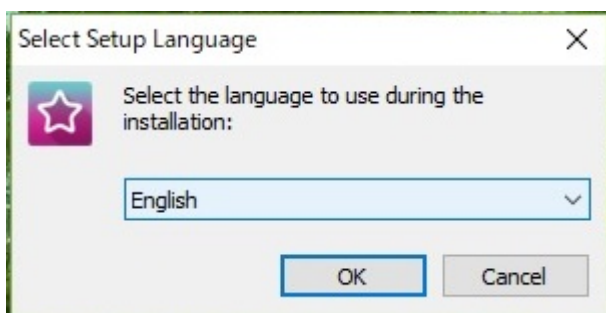 Select Setup Language
Select the language to use during the
installation:
English
OK
Cancel